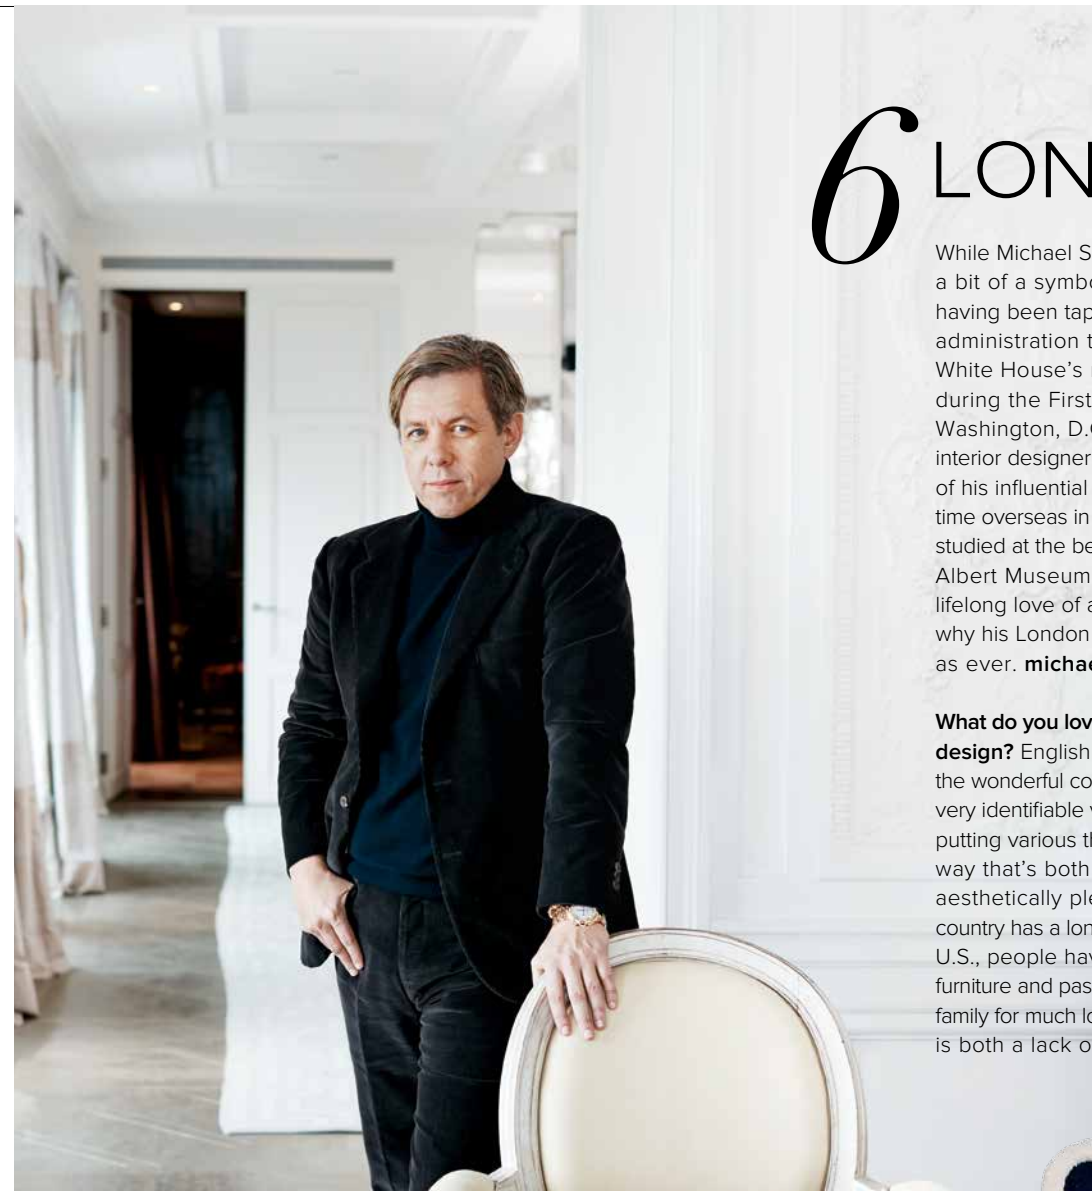 6 LON
While Michael S
a bit of a symbo
having been tap
administration t
White House's
during the First
Washington, D.C
interior designer
of his influential
time overseas in
studied at the be
Albert Museum
lifelong love of a
why his London
as ever. michae
What do you lov
design? English
the wonderful co
very identifiable v
putting various th
way that's both
aesthetically ple
country has a lon
U.S., people hav
furniture and pas
family for much lo
is both a lack o